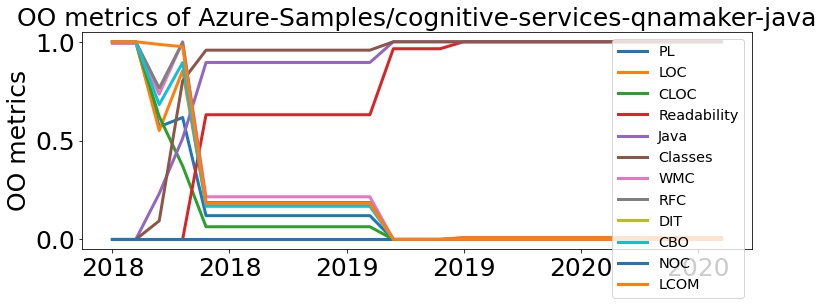 OO metrics of Azure-Samples/cognitive-services-qnamaker-java
OO metrics
1.0
0.5
0.0
2018
2018
2019
2019
2020
2020
PL
LOC
CLOC
Readability
Java
Classes
WMC
RFC
DIT
CBO
NOC
LCOM